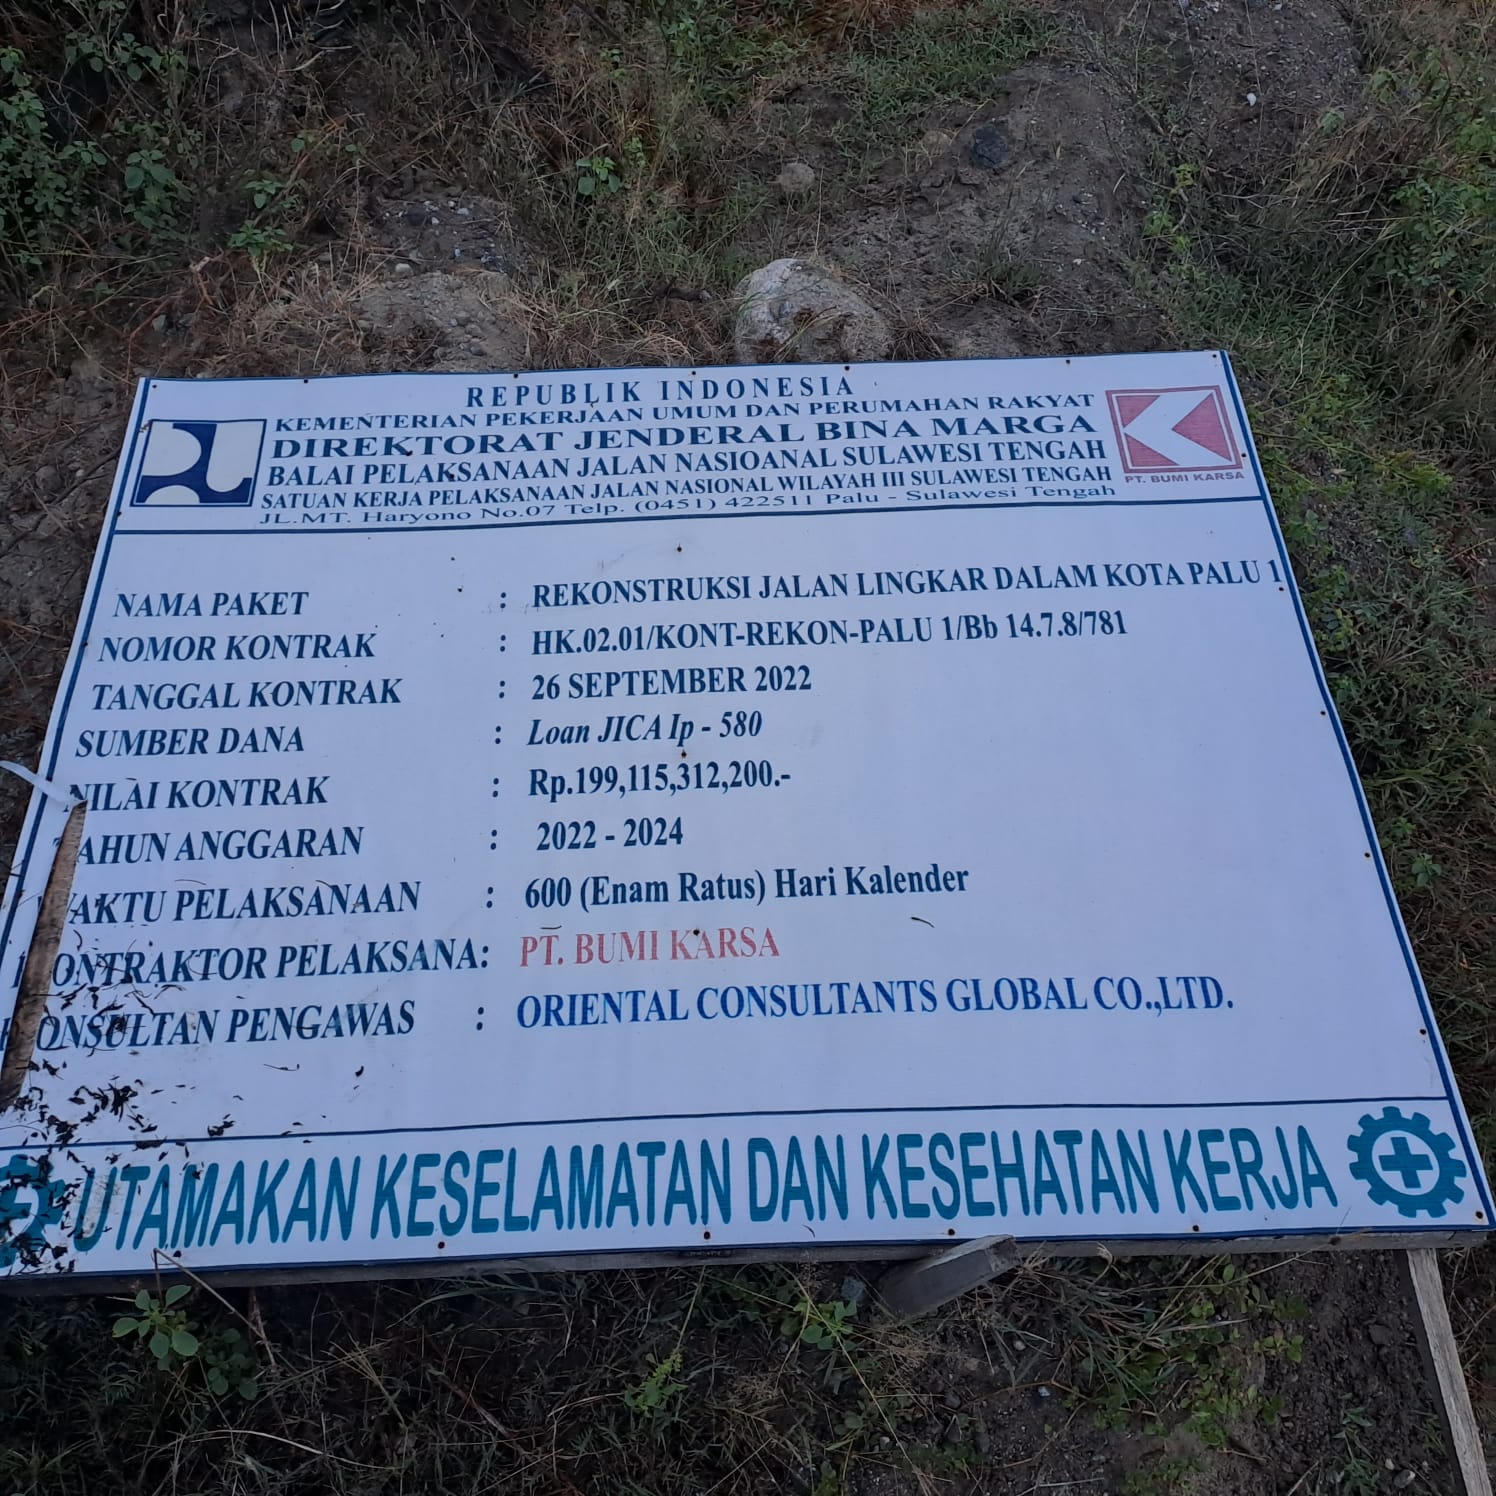 REPUBLIK INDONESIA
KEMENTERIAN PEKERJAAN UMUM DAN PERUMAHAN RAKYAT
DIREKTORAT JENDERAL BINA MARGA
BALAI PELAKSANAAN JALAN NASIOANAL SULAWESI TENGAH
SATUAN KERJA PELAKSANAAN JALAN NASIONAL WILAYAH III SULAWESI TENGAH
JL.MT. Haryono No.07 Telp. (0451) 422511 Palu - Sulawesi Tengah
PT. BUMI KARSA
NAMA PAKET : REKONSTRUKSI JALAN LINGKAR DALAM KOTA PALU 1
NOMOR KONTRAK : HK.02.01/KONT-REKON-PALU 1/Bb 14.7.8/781
TANGGAL KONTRAK : 26 SEPTEMBER 2022
SUMBER DANA : Loan JICA Ip - 580
NILAI KONTRAK : Rp.199,115,312,200.-
TAHUN ANGGARAN : 2022 - 2024
WAKTU PELAKSANAAN : 600 (Enam Ratus) Hari Kalender
KONTRAKTOR PELAKSANA: PT. BUMI KARSA
KONSULTAN PENGAWAS : ORIENTAL CONSULTANTS GLOBAL CO.,LTD.
UTAMAKAN KESELAMATAN DAN KESEHATAN KERJA